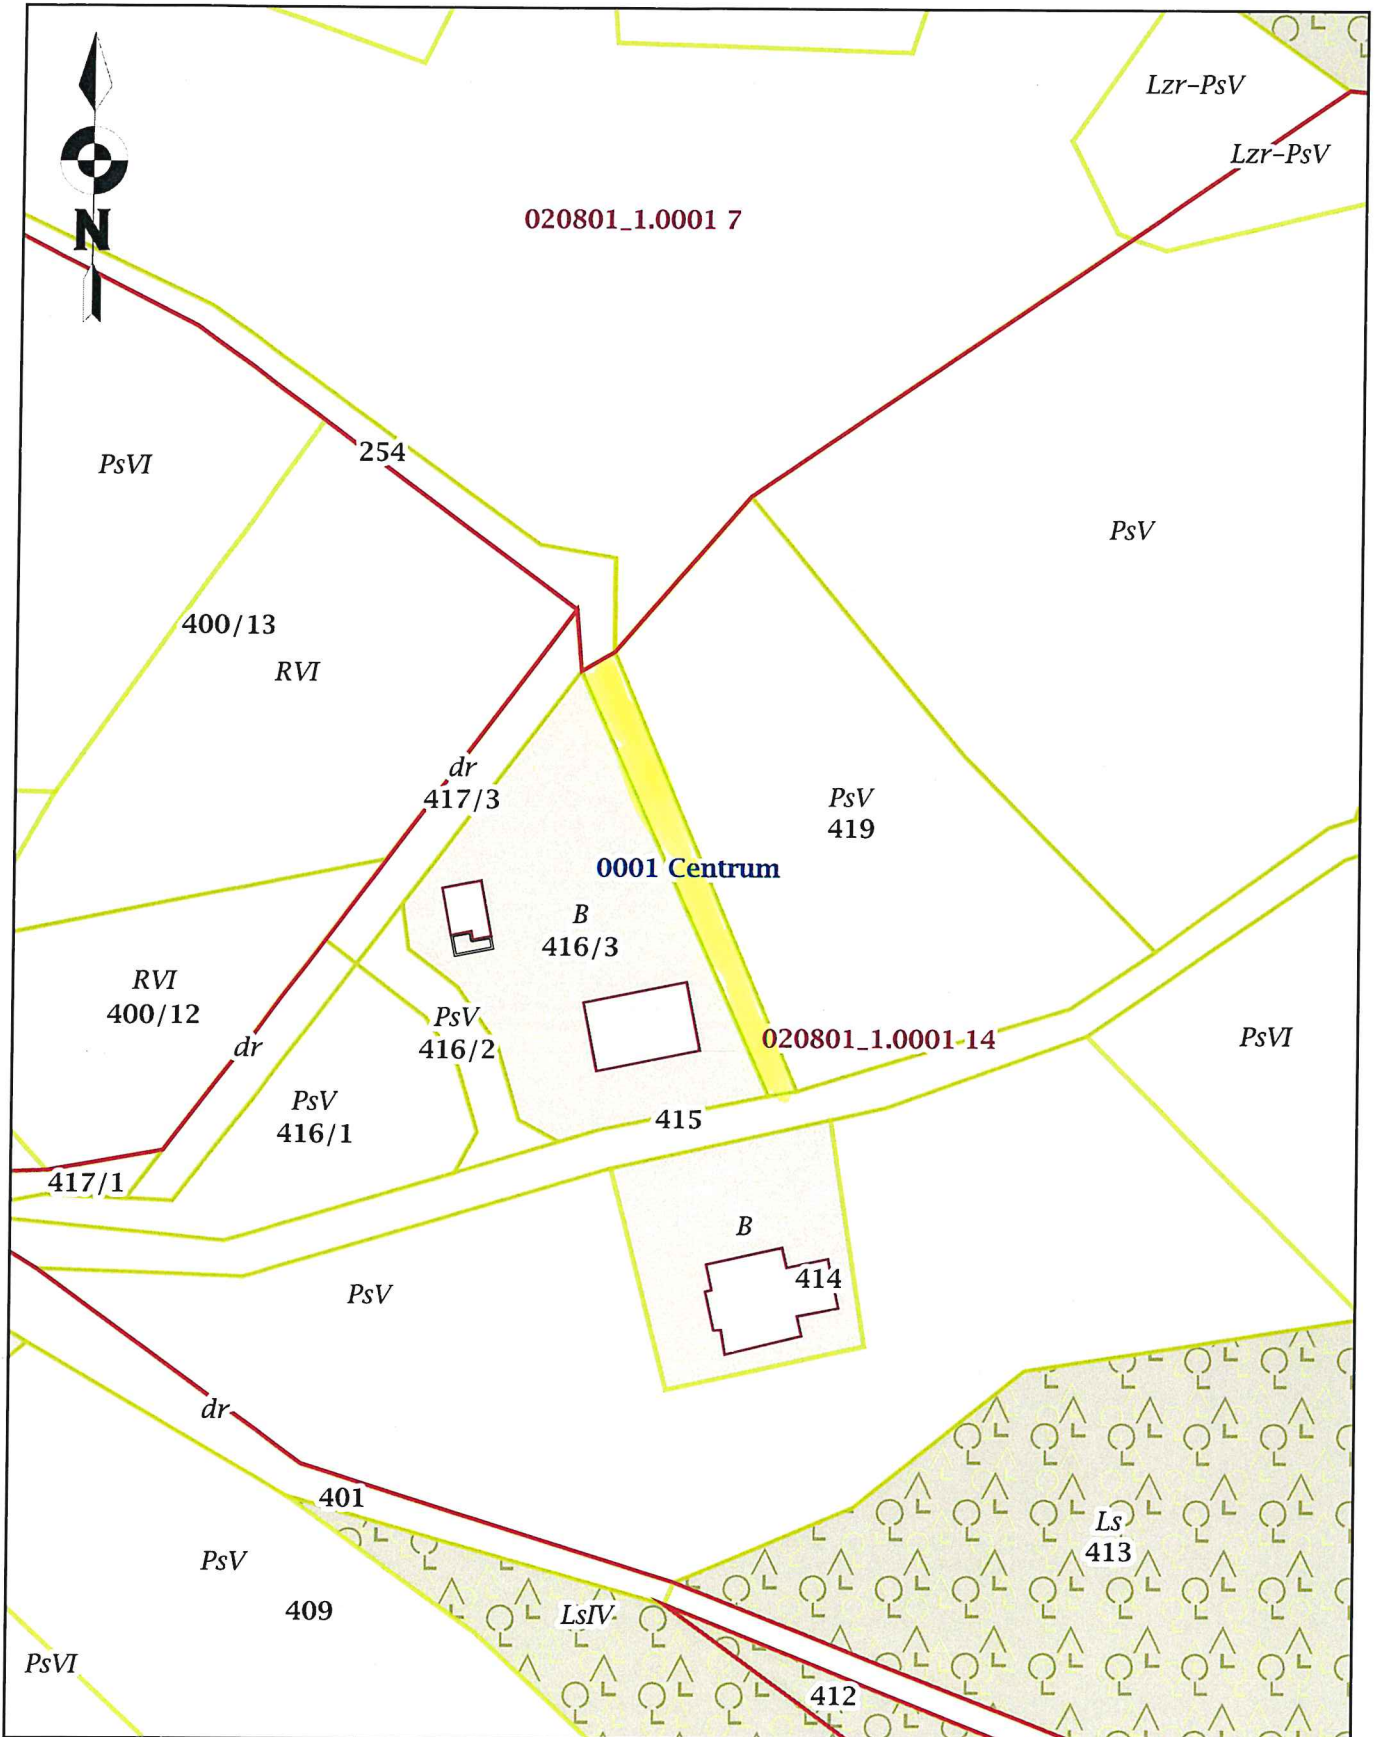 Lzr-PsV
Lzr-PsV
N
020801_1.0001 7
254
PsVI
PsV
400/13
RVI
dr
417/3
PsV
419
0001 Centrum
B
416/3
RVI
400/12
PsV
416/2
020801_1.0001 14
PsVI
dr
PsV
416/1
415
417/1
B
414
PsV
dr
401
Ls
413
PsV
409
LsIV
PsVI
412